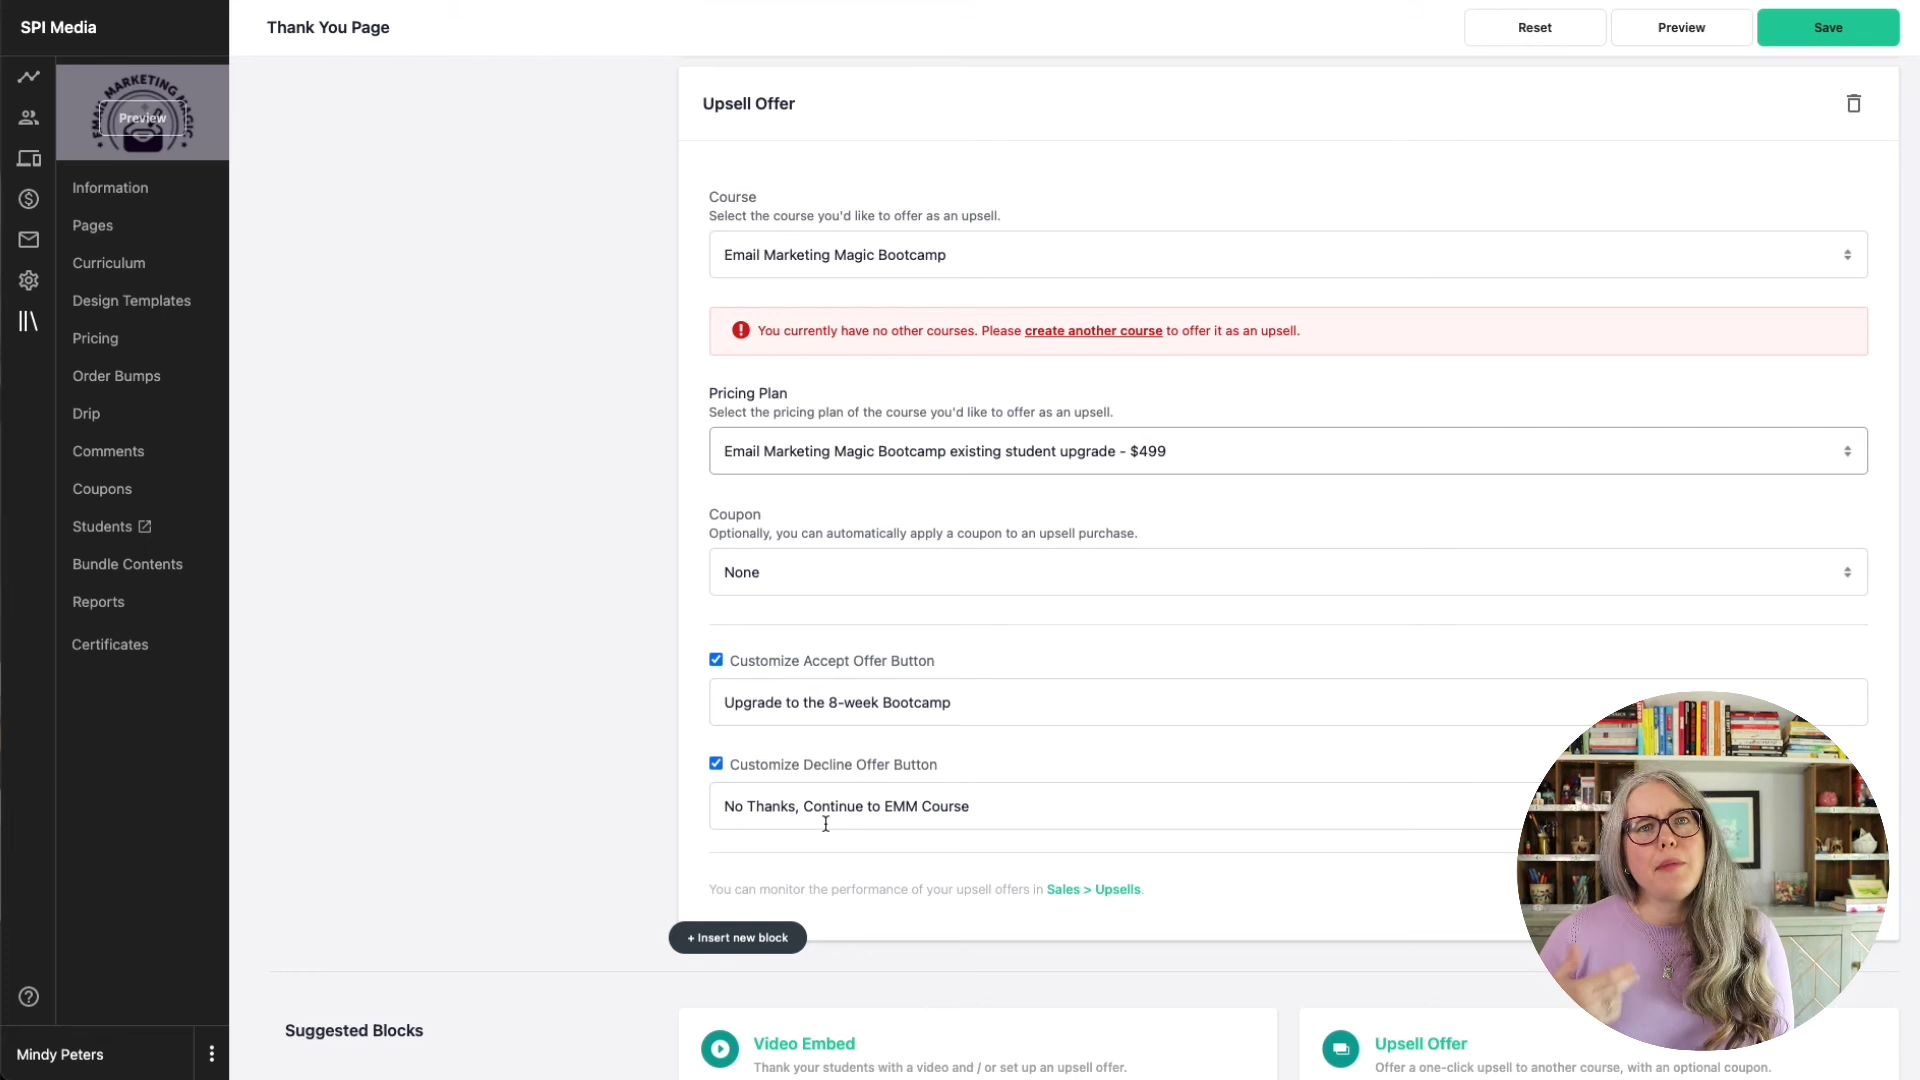 SPI Media
Thank You Page
Reset
Preview
Save
EMAIL MARKETING MAGIC
Preview
Information
Pages
Curriculum
Design Templates
Pricing
Order Bumps
Drip
Comments
Coupons
Students
Bundle Contents
Reports
Certificates
Mindy Peters
Upsell Offer
Course
Select the course you'd like to offer as an upsell.
Email Marketing Magic Bootcamp
You currently have no other courses. Please create another course to offer it as an upsell.
Pricing Plan
Select the pricing plan of the course you'd like to offer as an upsell.
Email Marketing Magic Bootcamp existing student upgrade - $499
Coupon
Optionally, you can automatically apply a coupon to an upsell purchase.
None
Customize Accept Offer Button
Upgrade to the 8-week Bootcamp
Customize Decline Offer Button
No Thanks, Continue to EMM Course
You can monitor the performance of your upsell offers in Sales > Upsells.
+ Insert new block
Suggested Blocks
Video Embed
Thank your students with a video and / or set up an upsell offer.
Upsell Offer
Offer a one-click upsell to another course, with an optional coupon.